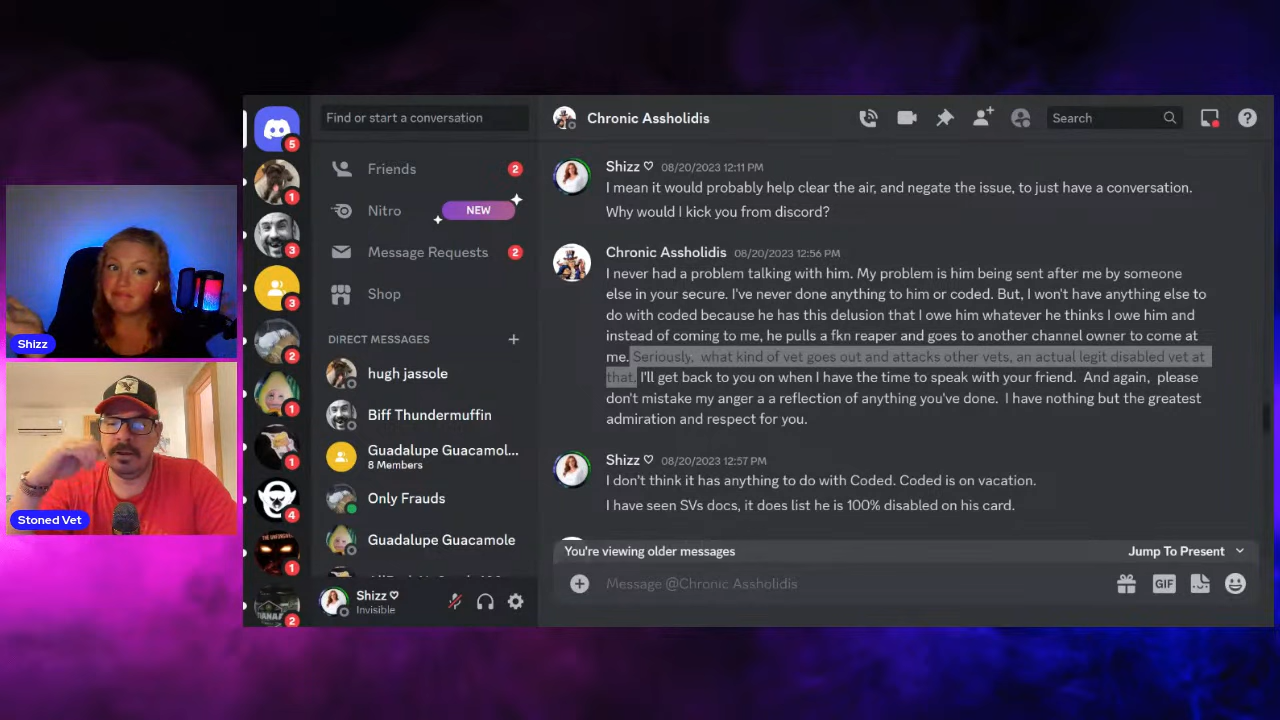 Find or start a conversation
Chronic Assholidis
Search
5
Friends
2
Nitro
NEW
Message Requests
2
Shop
DIRECT MESSAGES
hugh jassole
Biff Thundermuffin
Guadalupe Guacamol...
8 Members
Only Frauds
Guadalupe Guacamole
Shizz ♡
Invisible
1
3
3
2
1
1
4
1
2
Shizz ♡ 08/20/2023 12:11 PM
I mean it would probably help clear the air, and negate the issue, to just have a conversation.
Why would I kick you from discord?
Chronic Assholidis 08/20/2023 12:56 PM
I never had a problem talking with him. My problem is him being sent after me by someone
else in your secure. I've never done anything to him or coded. But, I won't have anything else to
do with coded because he has this delusion that I owe him whatever he thinks I owe him and
instead of coming to me, he pulls a fkn reaper and goes to another channel owner to come at
me. Seriously, what kind of vet goes out and attacks other vets, an actual legit disabled vet at
that. I'll get back to you on when I have the time to speak with your friend. And again, please
don't mistake my anger a a reflection of anything you've done. I have nothing but the greatest
admiration and respect for you.
Shizz ♡ 08/20/2023 12:57 PM
I don't think it has anything to do with Coded. Coded is on vacation.
I have seen SVs docs, it does list he is 100% disabled on his card.
You're viewing older messages
Jump To Present
Message @Chronic Assholidis
GIF
Shizz
Stoned Vet